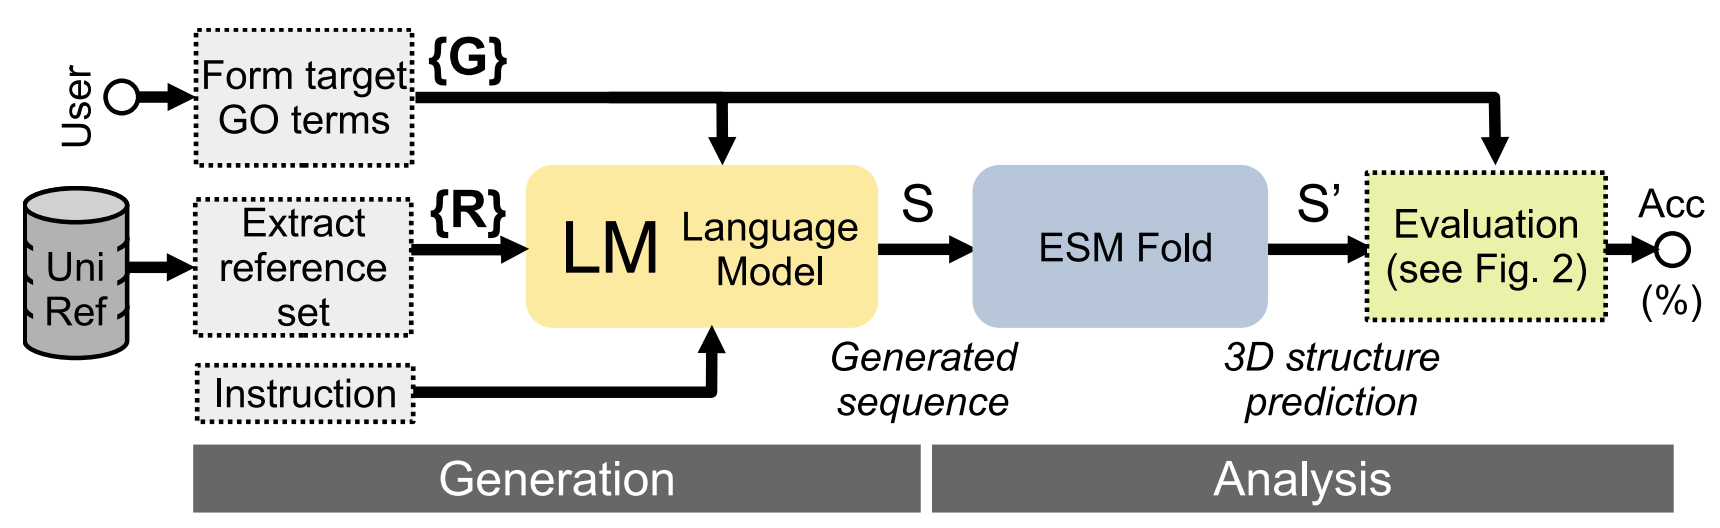 User
Form target
GO terms
{G}
Uni
Ref
Extract
reference
set
{R}
Instruction
LM
Language
Model
S
Generated
sequence
ESM Fold
S’
3D structure
prediction
Evaluation
(see Fig. 2)
Acc
(%)
Generation
Analysis